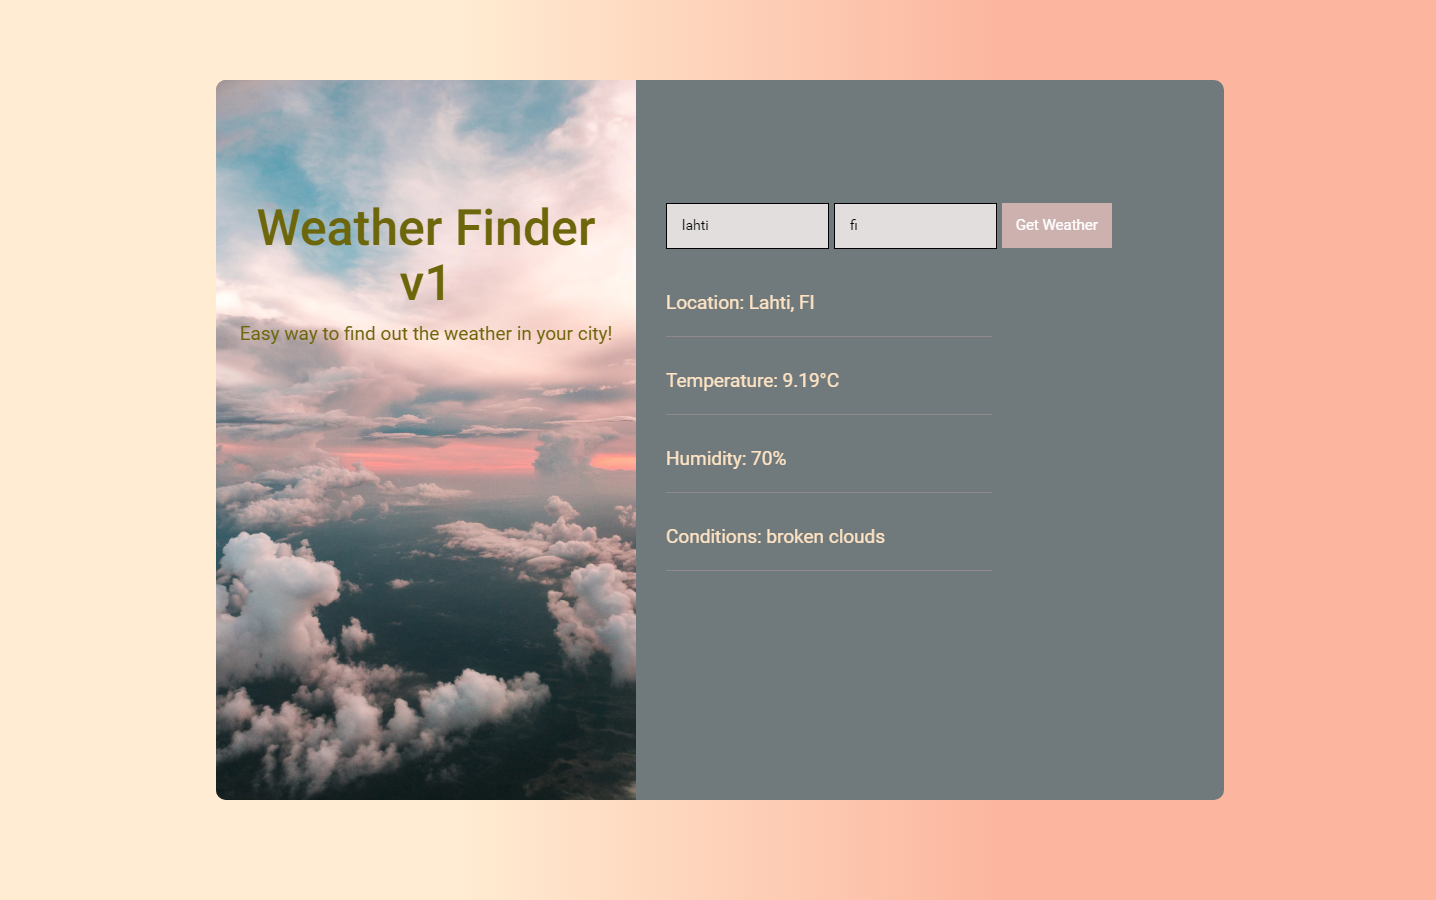 Weather Finder
v1
Easy way to find out the weather in your city!
lahti
fi
Get Weather
Location: Lahti, FI
Temperature: 9.19°C
Humidity: 70%
Conditions: broken clouds